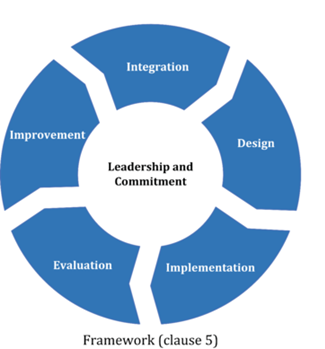 Integration
Improvement
Design
Leadership and
Commitment
Evaluation
Implementation
Framework (clause 5)